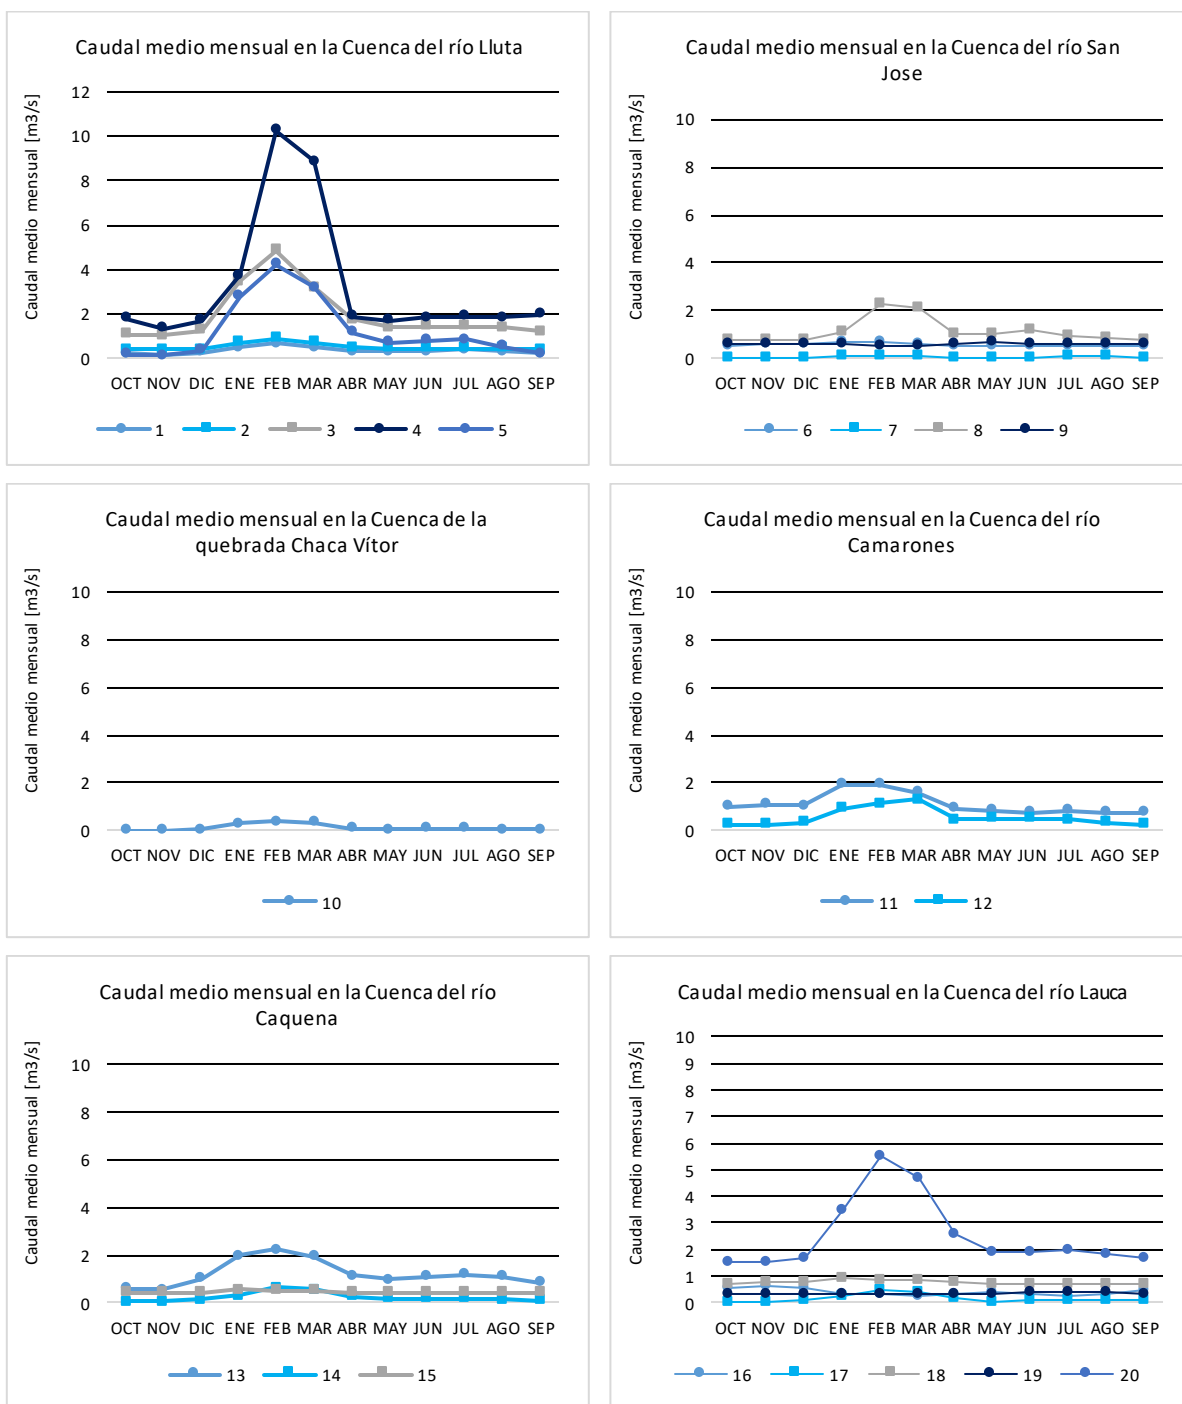 Caudal medio mensual en la Cuenca del río Lluta
Caudal medio mensual [m3/s]
12
10
8
6
4
2
0
OCT NOV DIC ENE FEB MAR ABR MAY JUN JUL AGO SEP
1 2 3 4 5
Caudal medio mensual en la Cuenca del río San
Jose
Caudal medio mensual [m3/s]
10
8
6
4
2
0
OCT NOV DIC ENE FEB MAR ABR MAY JUN JUL AGO SEP
6 7 8 9
Caudal medio mensual en la Cuenca de la
quebrada Chaca Vítor
Caudal medio mensual [m3/s]
10
8
6
4
2
0
OCT NOV DIC ENE FEB MAR ABR MAY JUN JUL AGO SEP
10
Caudal medio mensual en la Cuenca del río
Camarones
Caudal medio mensual [m3/s]
10
8
6
4
2
0
OCT NOV DIC ENE FEB MAR ABR MAY JUN JUL AGO SEP
11 12
Caudal medio mensual en la Cuenca del río
Caquena
Caudal medio mensual [m3/s]
10
8
6
4
2
0
OCT NOV DIC ENE FEB MAR ABR MAY JUN JUL AGO SEP
13 14 15
Caudal medio mensual en la Cuenca del río Lauca
Caudal medio mensual [m3/s]
10
9
8
7
6
5
4
3
2
1
0
OCT NOV DIC ENE FEB MAR ABR MAY JUN JUL AGO SEP
16 17 18 19 20